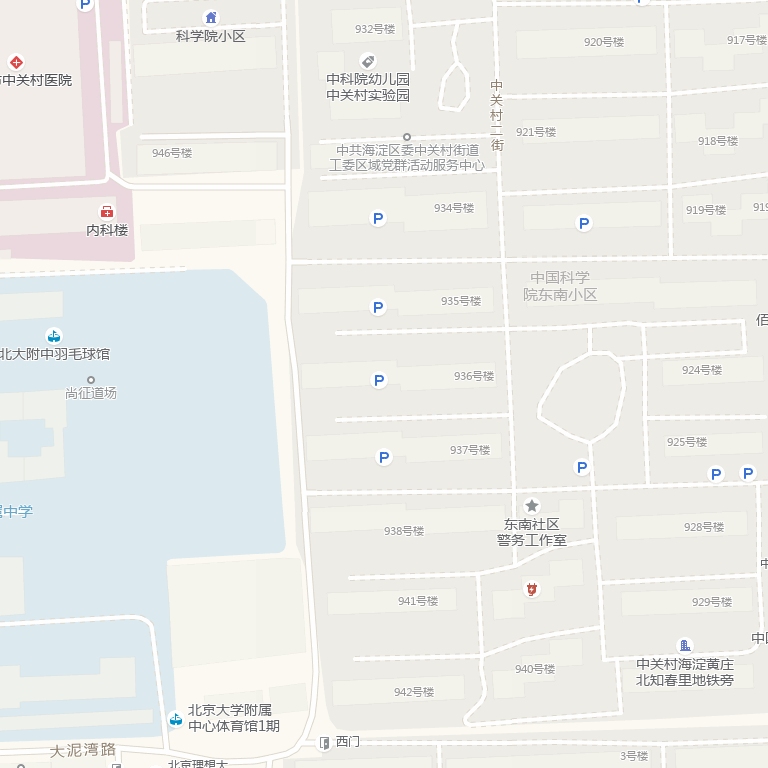 P
P
932号楼
920号楼
917号楼
科学院小区
中关村医院
中科院幼儿园
中关村实验园
中关村二街
921号楼
918号楼
946号楼
中共海淀区委中关村街道
工委区域党群活动服务中心
934号楼
919号楼
919
P
P
内科楼
中国科学
院东南小区
935号楼
P
佰
北大附中羽毛球馆
尚征道场
936号楼
P
924号楼
937号楼
P
925号楼
P
P
P
中学
东南社区
警务工作室
938号楼
928号楼
941号楼
929号楼
中国
中关村海淀黄庄
北知春里地铁旁
940号楼
942号楼
北京大学附属
中心体育馆1期
大泥湾路
西门
3号楼
北京理想大